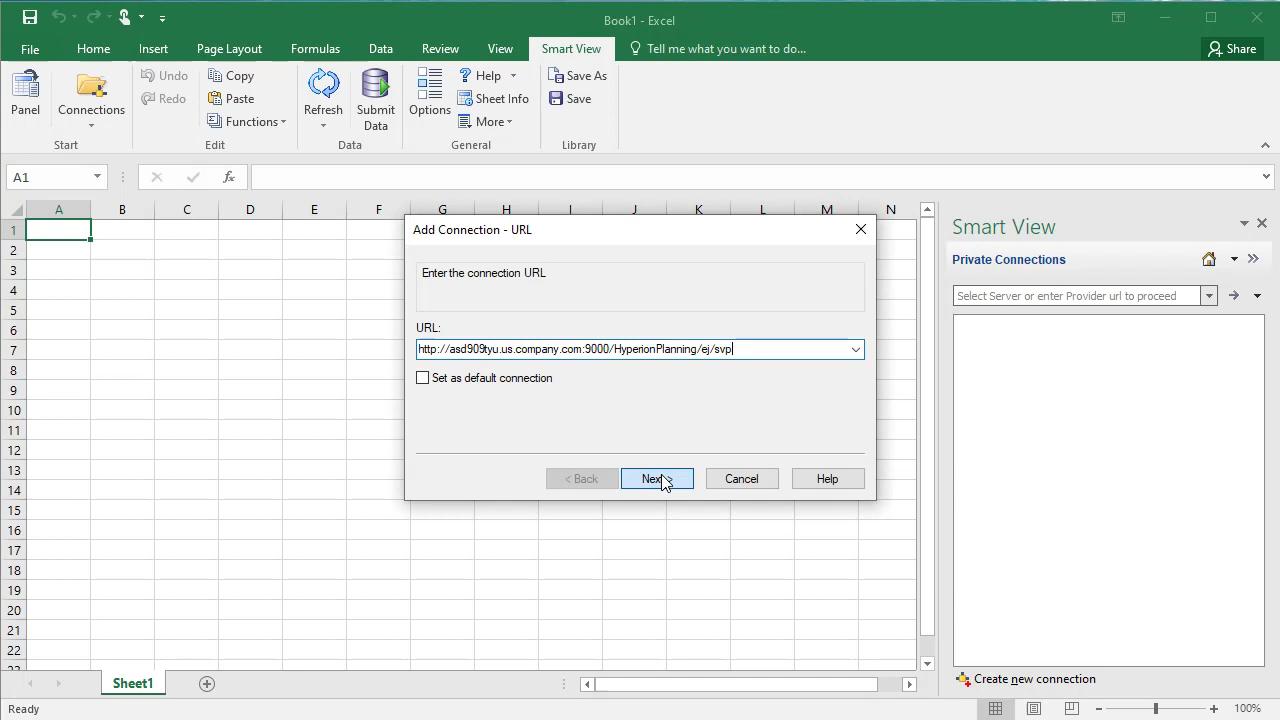 Book1 - Excel
File Home Insert Page Layout Formulas Data Review View Smart View Tell me what you want to do... Share
Panel
Connections
Start
Undo
Redo
Copy
Paste
Functions
Edit
Refresh
Submit
Data
Data
Options
Help
Sheet Info
More
General
Save As
Save
Library
A1
fx
A B C D E F G H I J K L M N
1
2
3
4
5
6
7
8
9
10
11
12
13
14
15
16
17
18
19
20
21
22
Add Connection - URL
Enter the connection URL
URL:
http://asd909tyu.us.company.com:9000/HyperionPlanning/ej/svp
Set as default connection
< Back
Next >
Cancel
Help
Smart View
Private Connections
Select Server or enter Provider url to proceed
Create new connection
Sheet1
Ready
100%